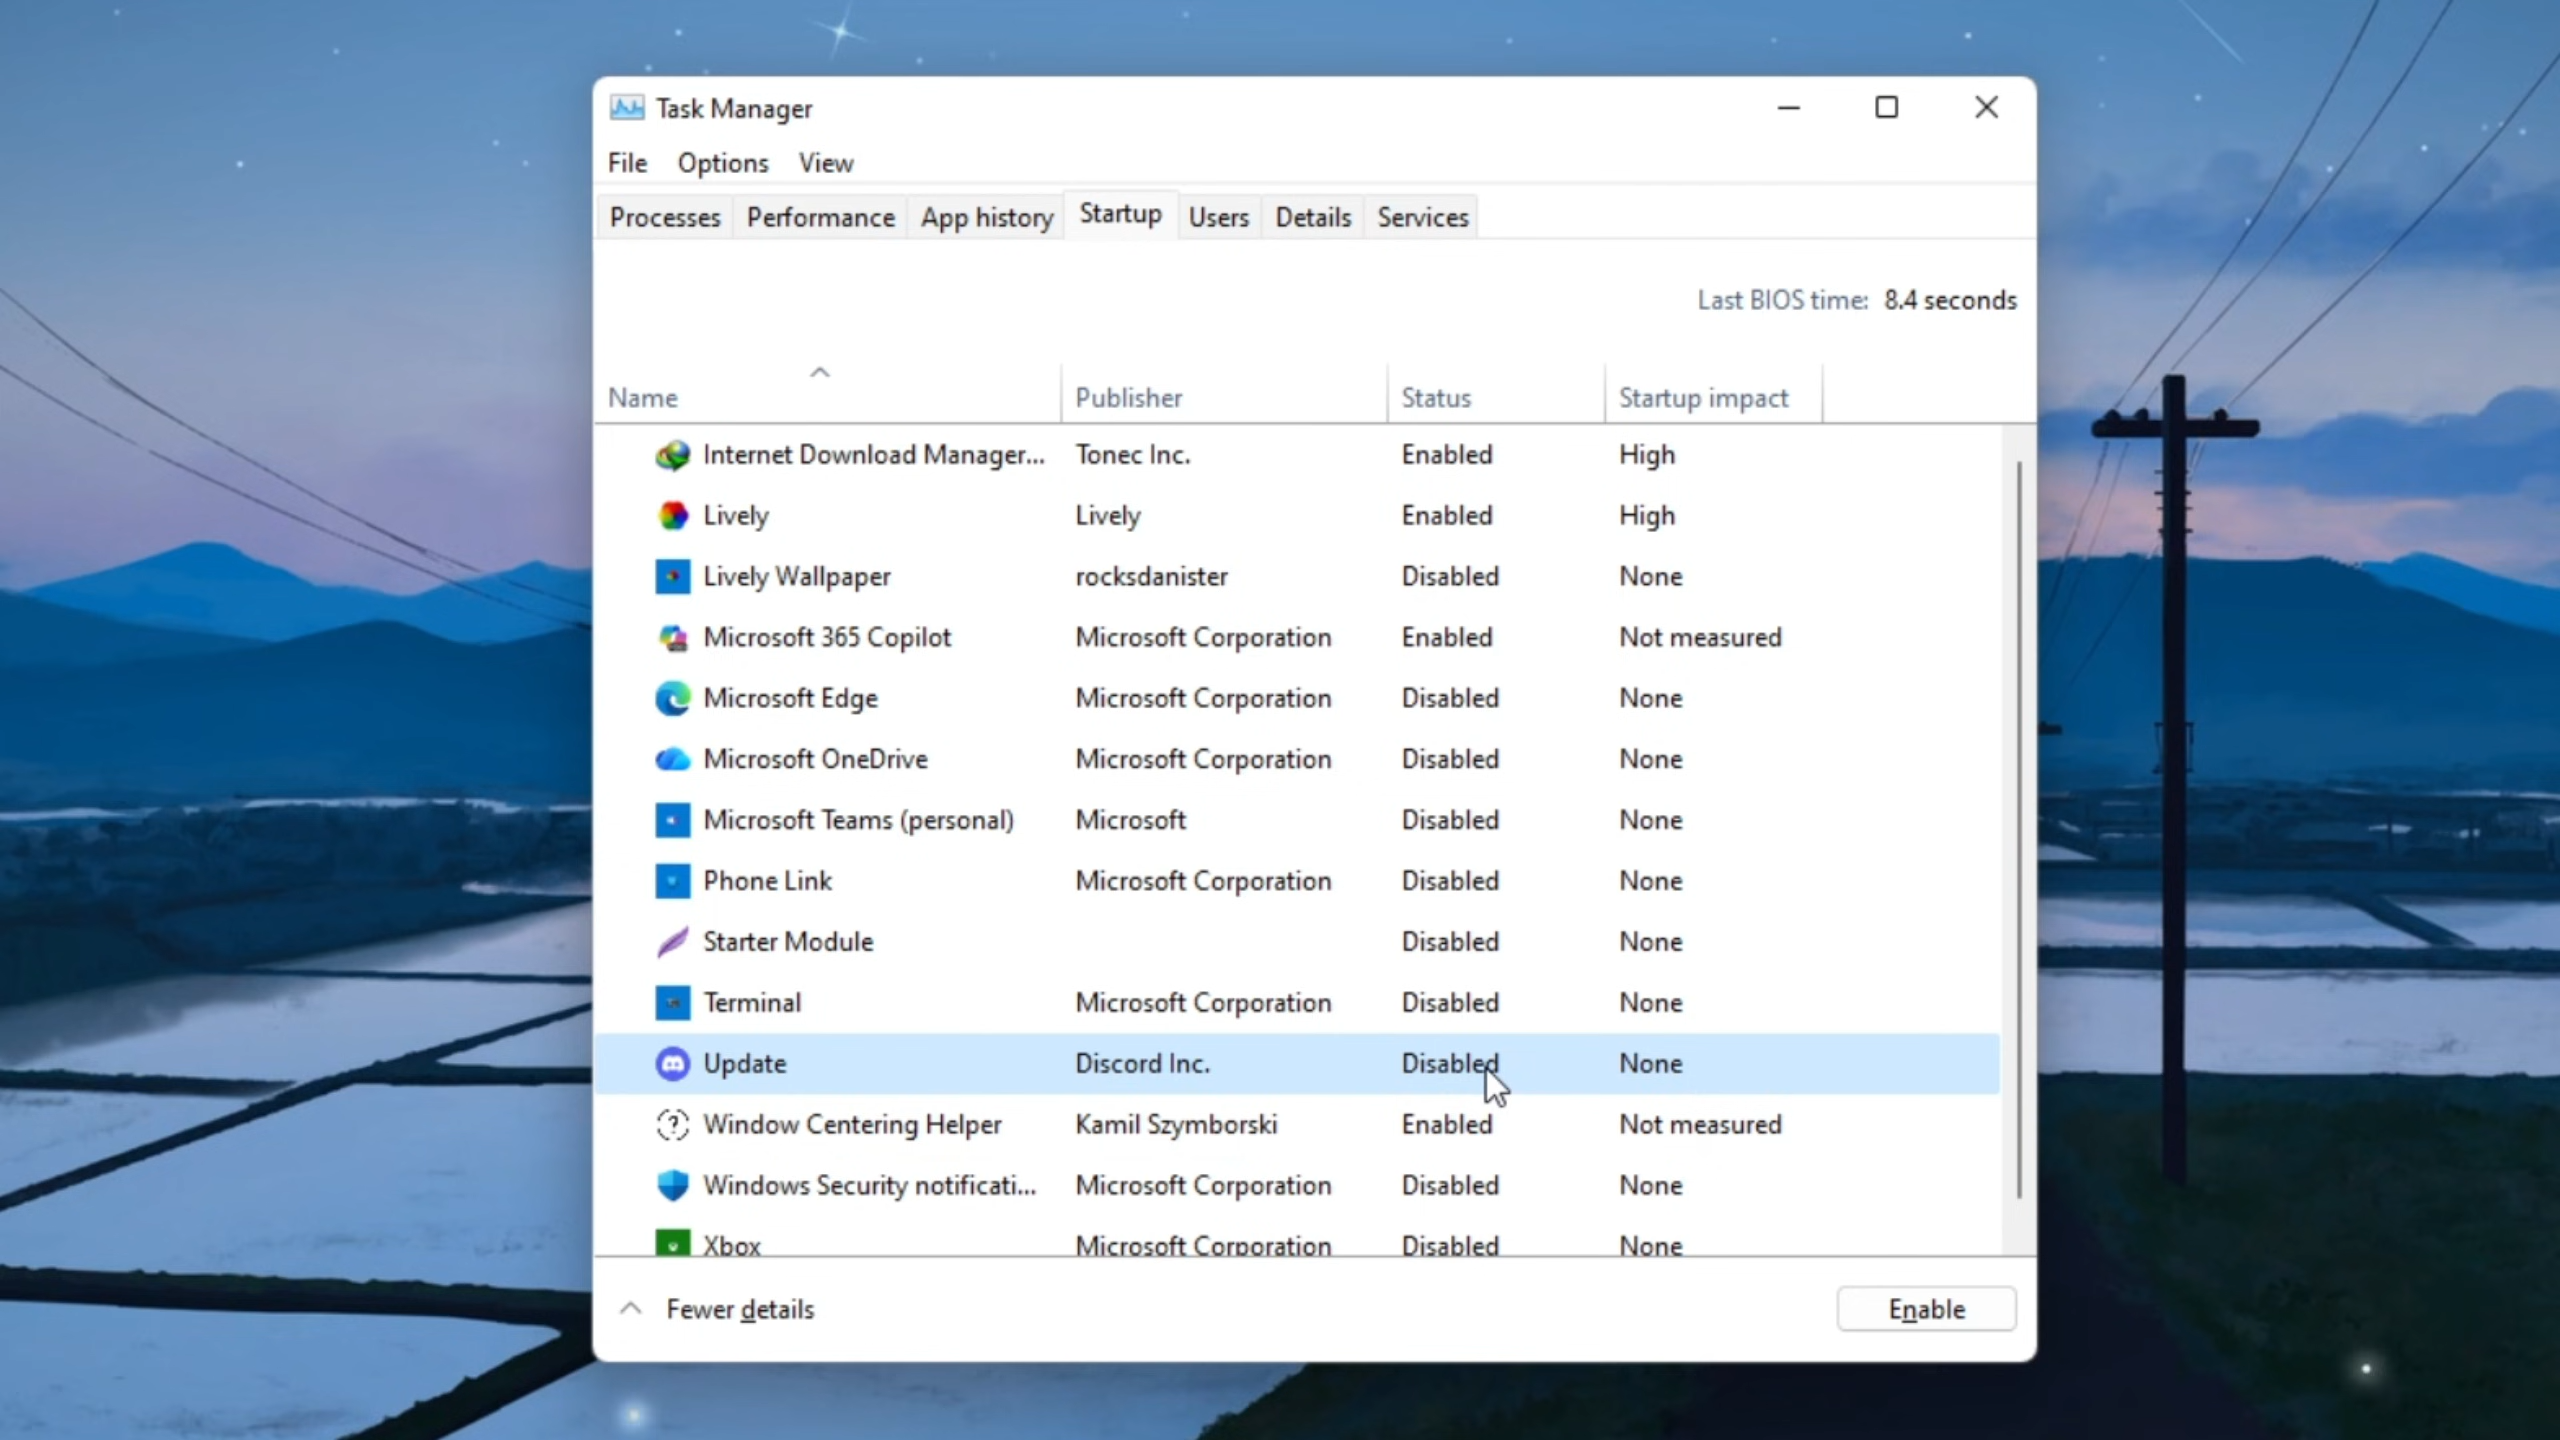 Task Manager
File Options View
Processes Performance App history Startup Users Details Services
Last BIOS time: 8.4 seconds
Name Publisher Status Startup impact
Internet Download Manager... Tonec Inc. Enabled High
Lively Lively Enabled High
Lively Wallpaper rocksdanister Disabled None
Microsoft 365 Copilot Microsoft Corporation Enabled Not measured
Microsoft Edge Microsoft Corporation Disabled None
Microsoft OneDrive Microsoft Corporation Disabled None
Microsoft Teams (personal) Microsoft Disabled None
Phone Link Microsoft Corporation Disabled None
Starter Module Disabled None
Terminal Microsoft Corporation Disabled None
Update Discord Inc. Disabled None
Window Centering Helper Kamil Szymborski Enabled Not measured
Windows Security notificati... Microsoft Corporation Disabled None
Xbox Microsoft Corporation Disabled None
Fewer details Enable